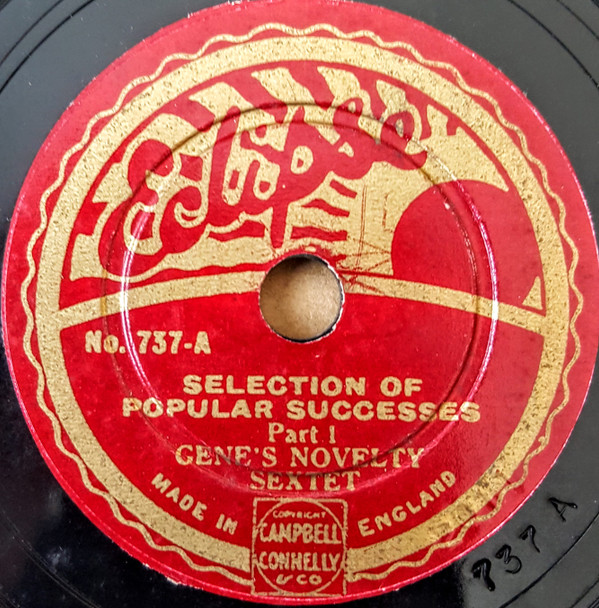 Eclipse
No. 737-A
SELECTION OF
POPULAR SUCCESSES
Part 1
GENE'S NOVELTY
SEXTET
MADE IN ENGLAND
COPYRIGHT
CAMPBELL
CONNELLY
& CO
737 A